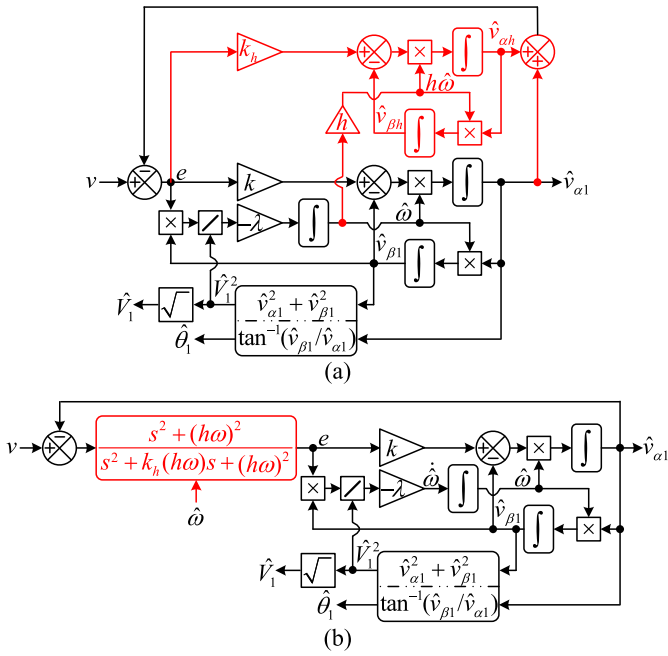 k_h
+
−
×
∫
v̂_αh
+
+
hω̂
v̂_βh
∫
×
h
v
+
−
e
k
+
−
×
∫
v̂_α1
×
−λ
∫
ω̂
v̂_β1
∫
×
V̂_1
√
V̂_1^2
v̂_α1^2 + v̂_β1^2
θ̂_1
tan^−1(v̂_β1/v̂_α1)
(a)
v
+
−
s^2 + (hω)^2
s^2 + k_h(hω)s + (hω)^2
ω̂
e
k
+
−
×
∫
v̂_α1
×
−λ
ω̂̇
∫
ω̂
v̂_β1
∫
×
V̂_1
√
V̂_1^2
v̂_α1^2 + v̂_β1^2
θ̂_1
tan^−1(v̂_β1/v̂_α1)
(b)